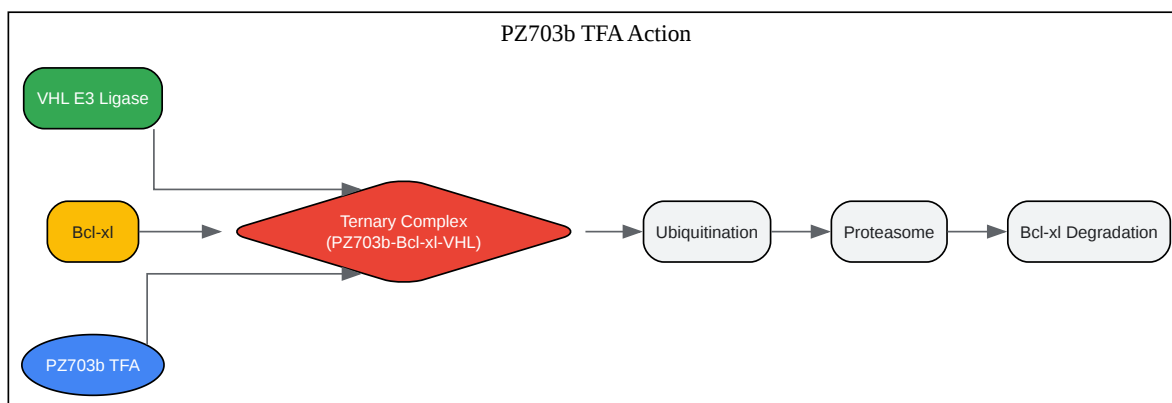 PZ703b TFA Action
VHL E3 Ligase
Bcl-xl
Ternary Complex
(PZ703b-Bcl-xl-VHL)
Ubiquitination
Proteasome
Bcl-xl Degradation
PZ703b TFA